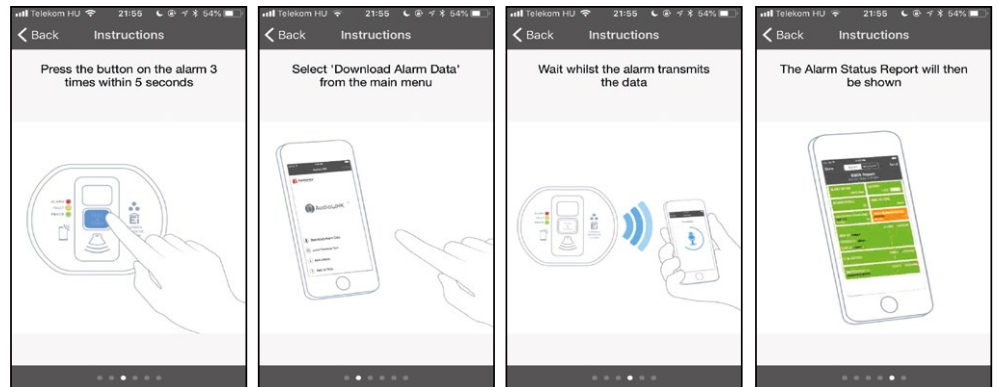 Telekom HU 21:55 54%
Back Instructions
Press the button on the alarm 3
times within 5 seconds
Telekom HU 21:55 54%
Back Instructions
Select 'Download Alarm Data'
from the main menu
AudioLINK
Telekom HU 21:55 54%
Back Instructions
Wait whilst the alarm transmits
the data
Telekom HU 21:55 54%
Back Instructions
The Alarm Status Report will then
be shown